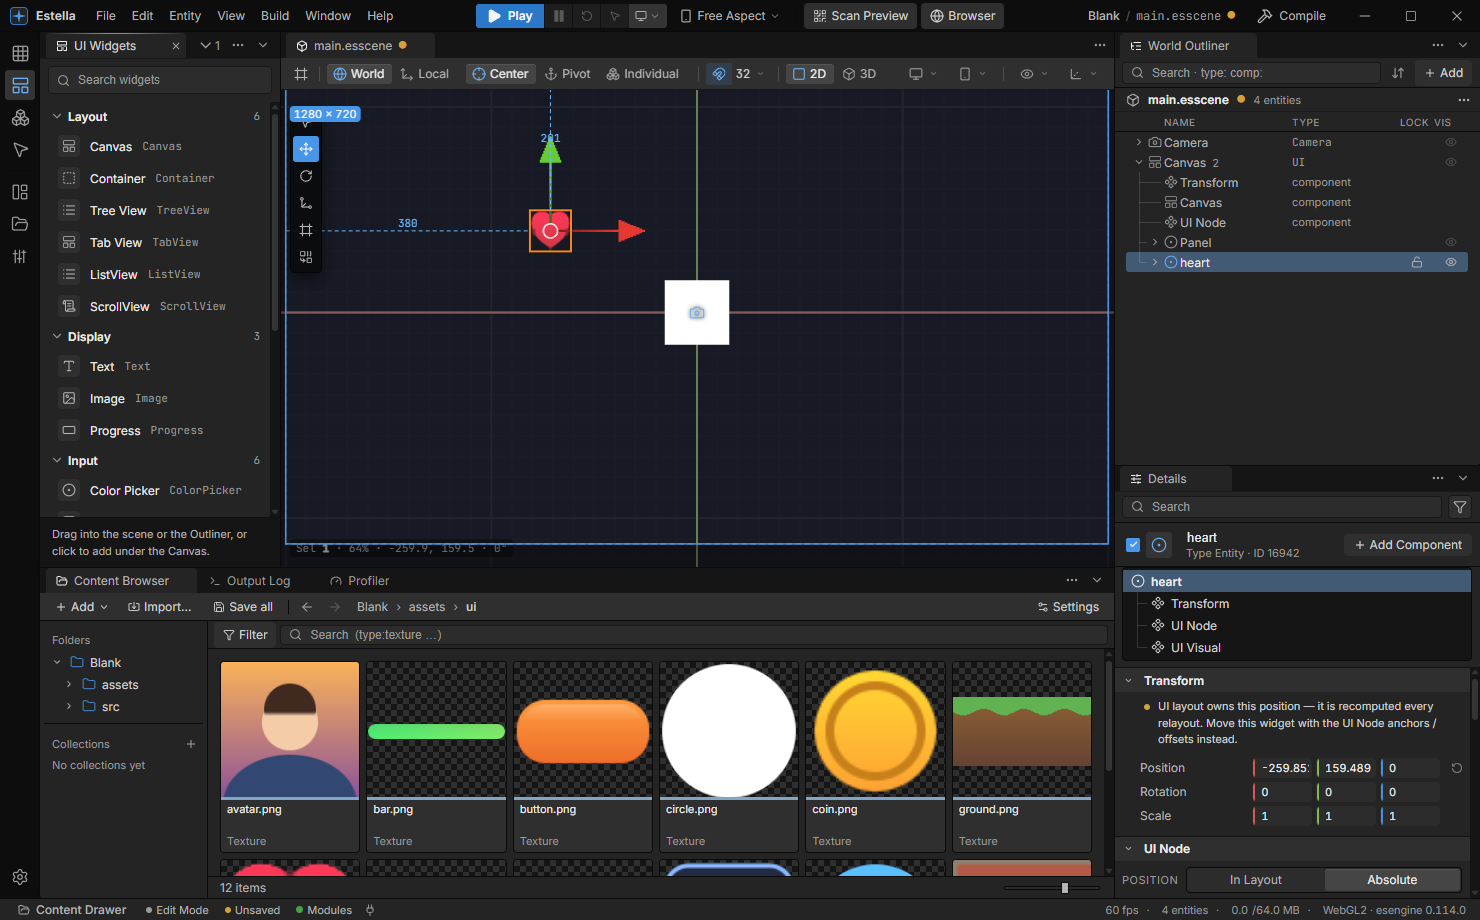 Estella File Edit Entity View Build Window Help Play Free Aspect Scan Preview Browser Blank / main.esscene Compile
UI Widgets 1
Search widgets
Layout 6
Canvas Canvas
Container Container
Tree View TreeView
Tab View TabView
ListView ListView
ScrollView ScrollView
Display 3
Text Text
Image Image
Progress Progress
Input 6
Color Picker ColorPicker
Drag into the scene or the Outliner, or
click to add under the Canvas.
main.esscene
World Local Center Pivot Individual 32 2D 3D
1280 × 720
201
380
Sel 1 · 64% · -259.9, 159.5 · 0°
World Outliner
Search · type: comp: Add
main.esscene 4 entities
NAME TYPE LOCK VIS
Camera Camera
Canvas 2 UI
Transform component
Canvas component
UI Node component
Panel
heart
Details
Search
heart
Type Entity · ID 16942
Add Component
heart
Transform
UI Node
UI Visual
Transform
UI layout owns this position — it is recomputed every
relayout. Move this widget with the UI Node anchors /
offsets instead.
Position -259.85 159.489 0
Rotation 0 0 0
Scale 1 1 1
UI Node
POSITION In Layout Absolute
Content Browser Output Log Profiler
Add Import... Save all Blank › assets › ui Settings
Folders
Blank
assets
src
Collections +
No collections yet
Filter Search (type:texture ...)
avatar.png bar.png button.png circle.png coin.png ground.png
Texture Texture Texture Texture Texture Texture
12 items
Content Drawer Edit Mode Unsaved Modules 60 fps · 4 entities · 0.0 /64.0 MB · WebGL2 · esengine 0.114.0